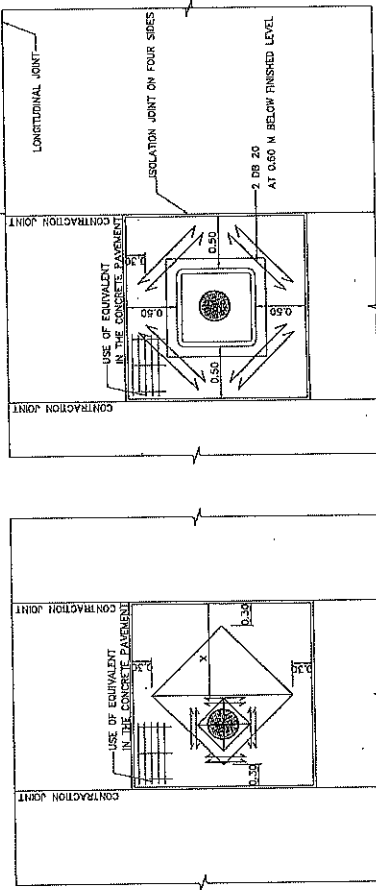 CONTRACTION JOINT
USE OF EQUIVALENT
IN THE CONCRETE PAVEMENT
CONTRACTION JOINT
0.30
X
0.30
0.30
0.30
CONTRACTION JOINT
USE OF EQUIVALENT
IN THE CONCRETE PAVEMENT
CONTRACTION JOINT
0.30
0.50
0.50
0.50
0.50
LONGITUDINAL JOINT
ISOLATION JOINT ON FOUR SIDES
2 DB 20
AT 0.60 M BELOW FINISHED LEVEL